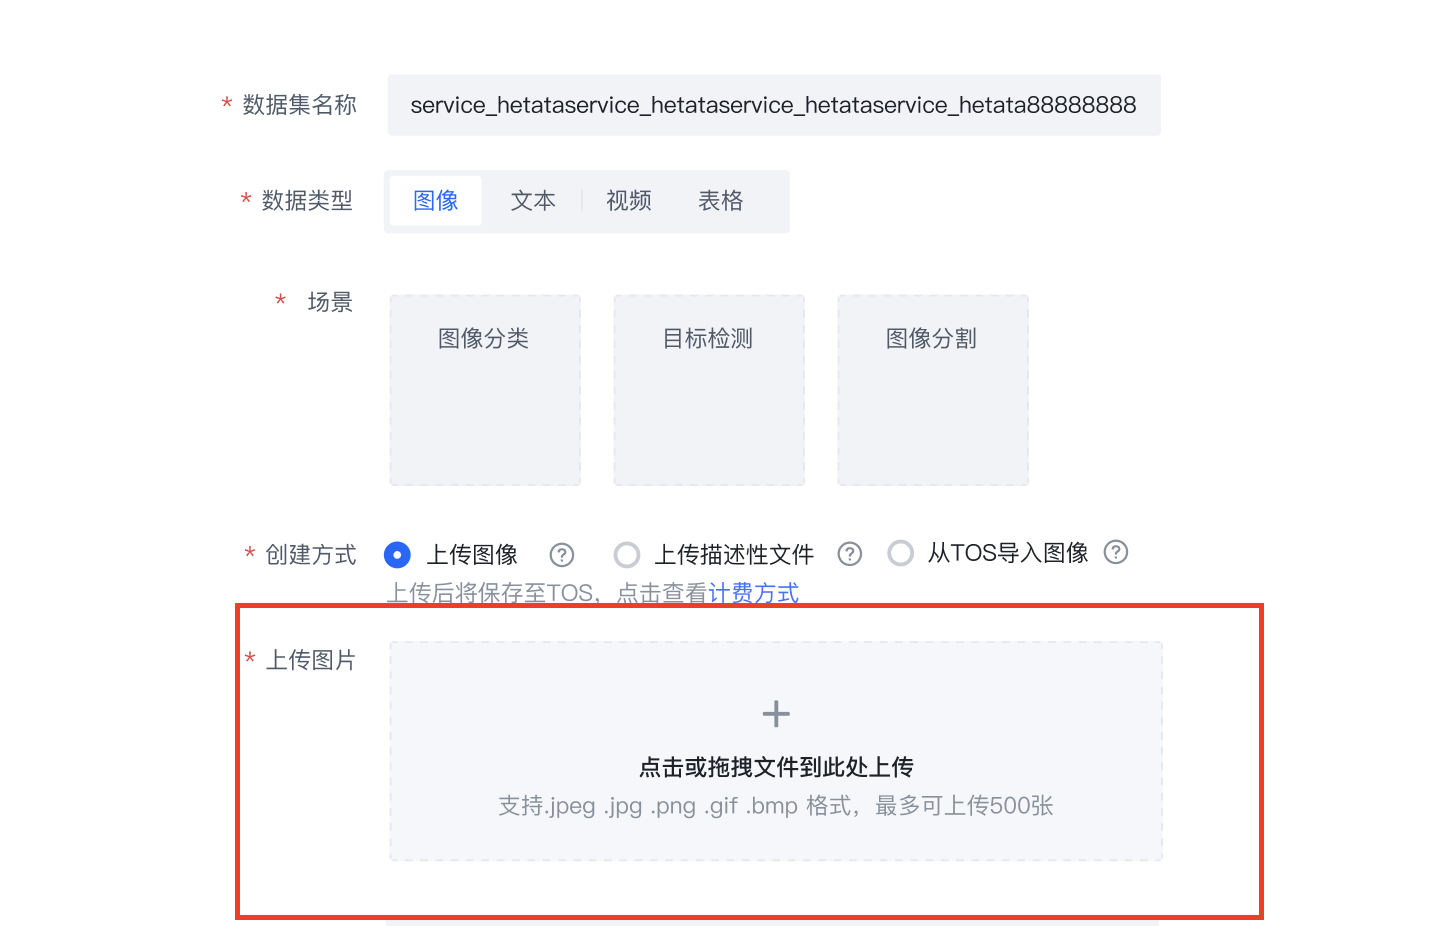 * 数据集名称 service_hetataservice_hetataservice_hetataservice_hetata88888888
* 数据类型 图像 文本 视频 表格
* 场景 图像分类 目标检测 图像分割
* 创建方式 上传图像 ? 上传描述性文件 ? 从TOS导入图像 ?
上传后将保存至TOS，点击查看计费方式
* 上传图片
点击或拖拽文件到此处上传
支持.jpeg .jpg .png .gif .bmp 格式，最多可上传500张